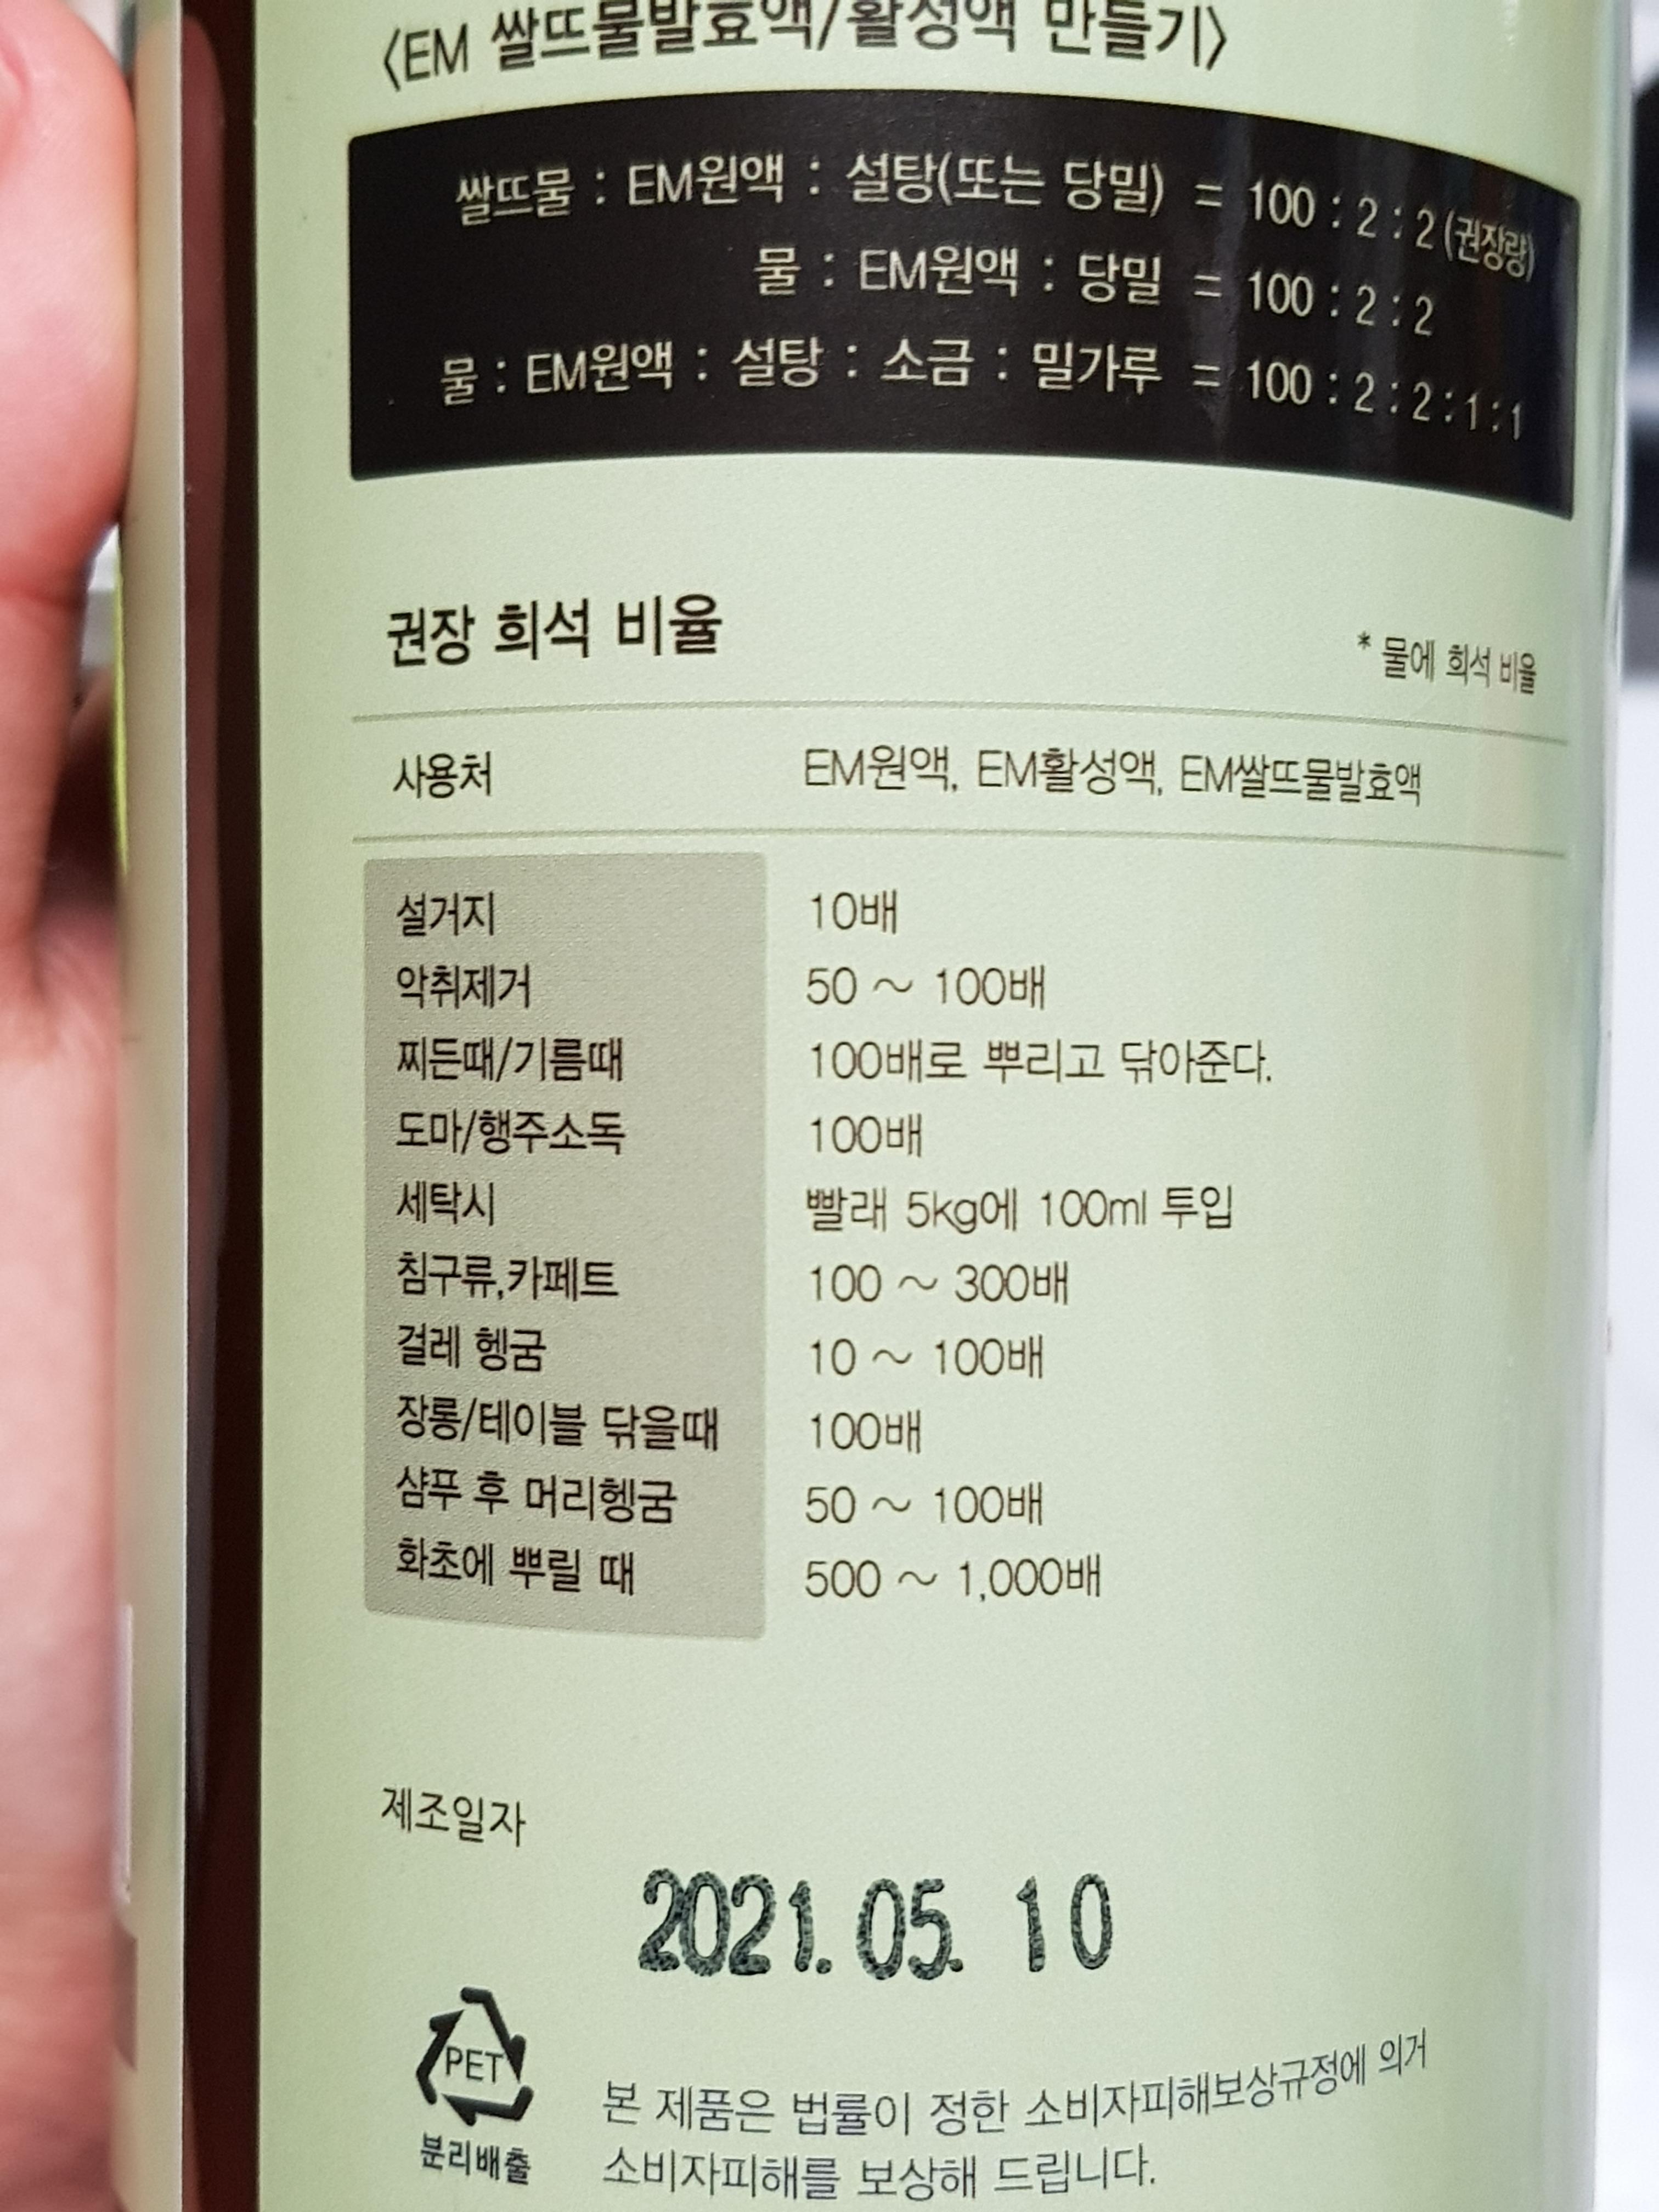 <EM 쌀뜨물발효액/활성액 만들기>
쌀뜨물 : EM원액 : 설탕(또는 당밀) = 100 : 2 : 2 (권장량)
물 : EM원액 : 당밀 = 100 : 2 : 2
물 : EM원액 : 설탕 : 소금 : 밀가루 = 100 : 2 : 2 : 1 : 1
권장 희석 비율
* 물에 희석 비율
사용처 EM원액, EM활성액, EM쌀뜨물발효액
설거지 10배
악취제거 50 ~ 100배
찌든때/기름때 100배로 뿌리고 닦아준다.
도마/행주소독 100배
세탁시 빨래 5kg에 100ml 투입
침구류,카페트 100 ~ 300배
걸레 헹굼 10 ~ 100배
장롱/테이블 닦을때 100배
샴푸 후 머리헹굼 50 ~ 100배
화초에 뿌릴 때 500 ~ 1,000배
제조일자
2021. 05. 10
PET
분리배출
본 제품은 법률이 정한 소비자피해보상규정에 의거
소비자피해를 보상해 드립니다.